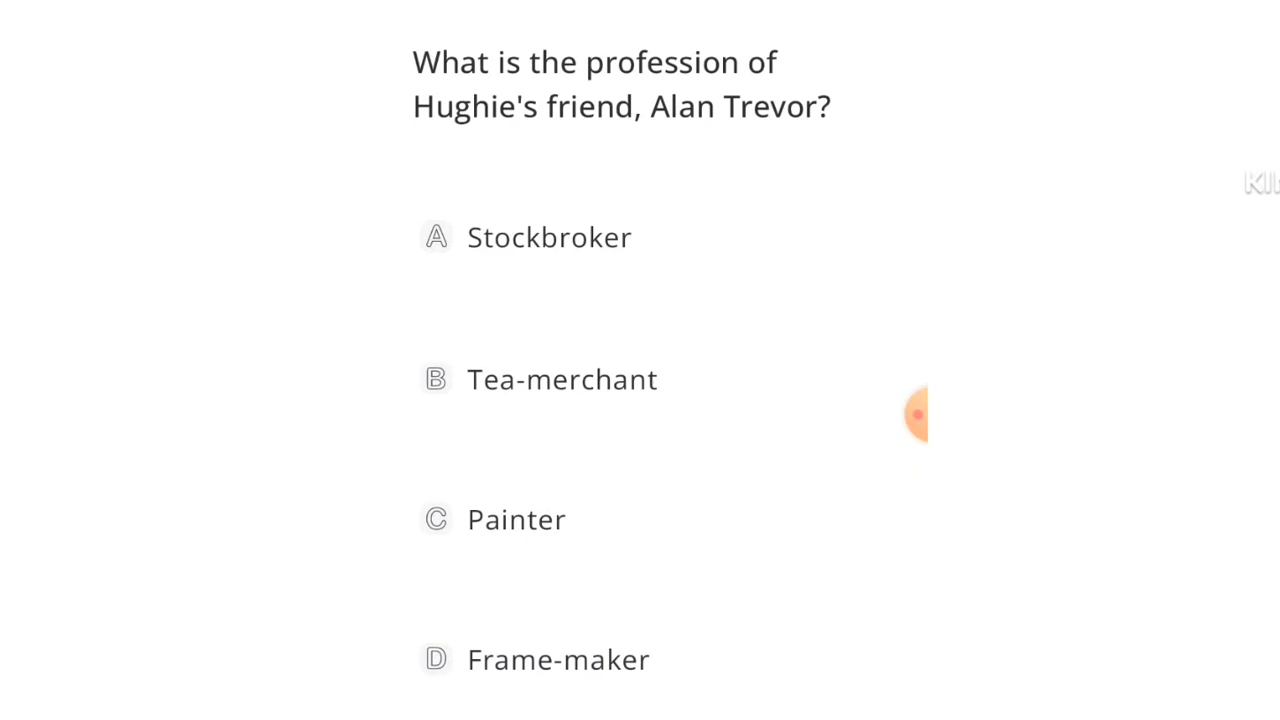 What is the profession of
Hughie's friend, Alan Trevor?
A Stockbroker
B Tea-merchant
C Painter
D Frame-maker